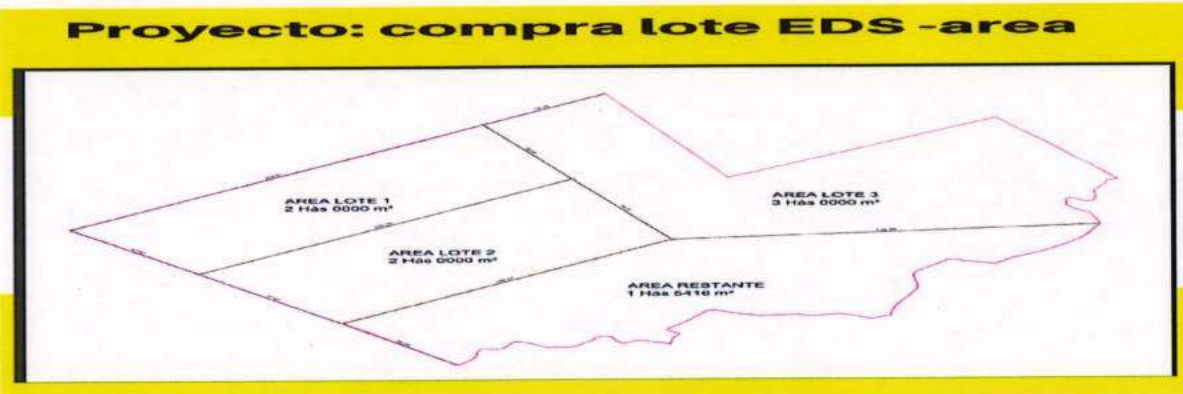 Proyecto: compra lote EDS -area
AREA LOTE 1
2 Hás 0000 m²
AREA LOTE 3
3 Hás 0000 m²
AREA LOTE 2
2 Hás 0000 m²
AREA RESTANTE
1 Hás 5416 m²